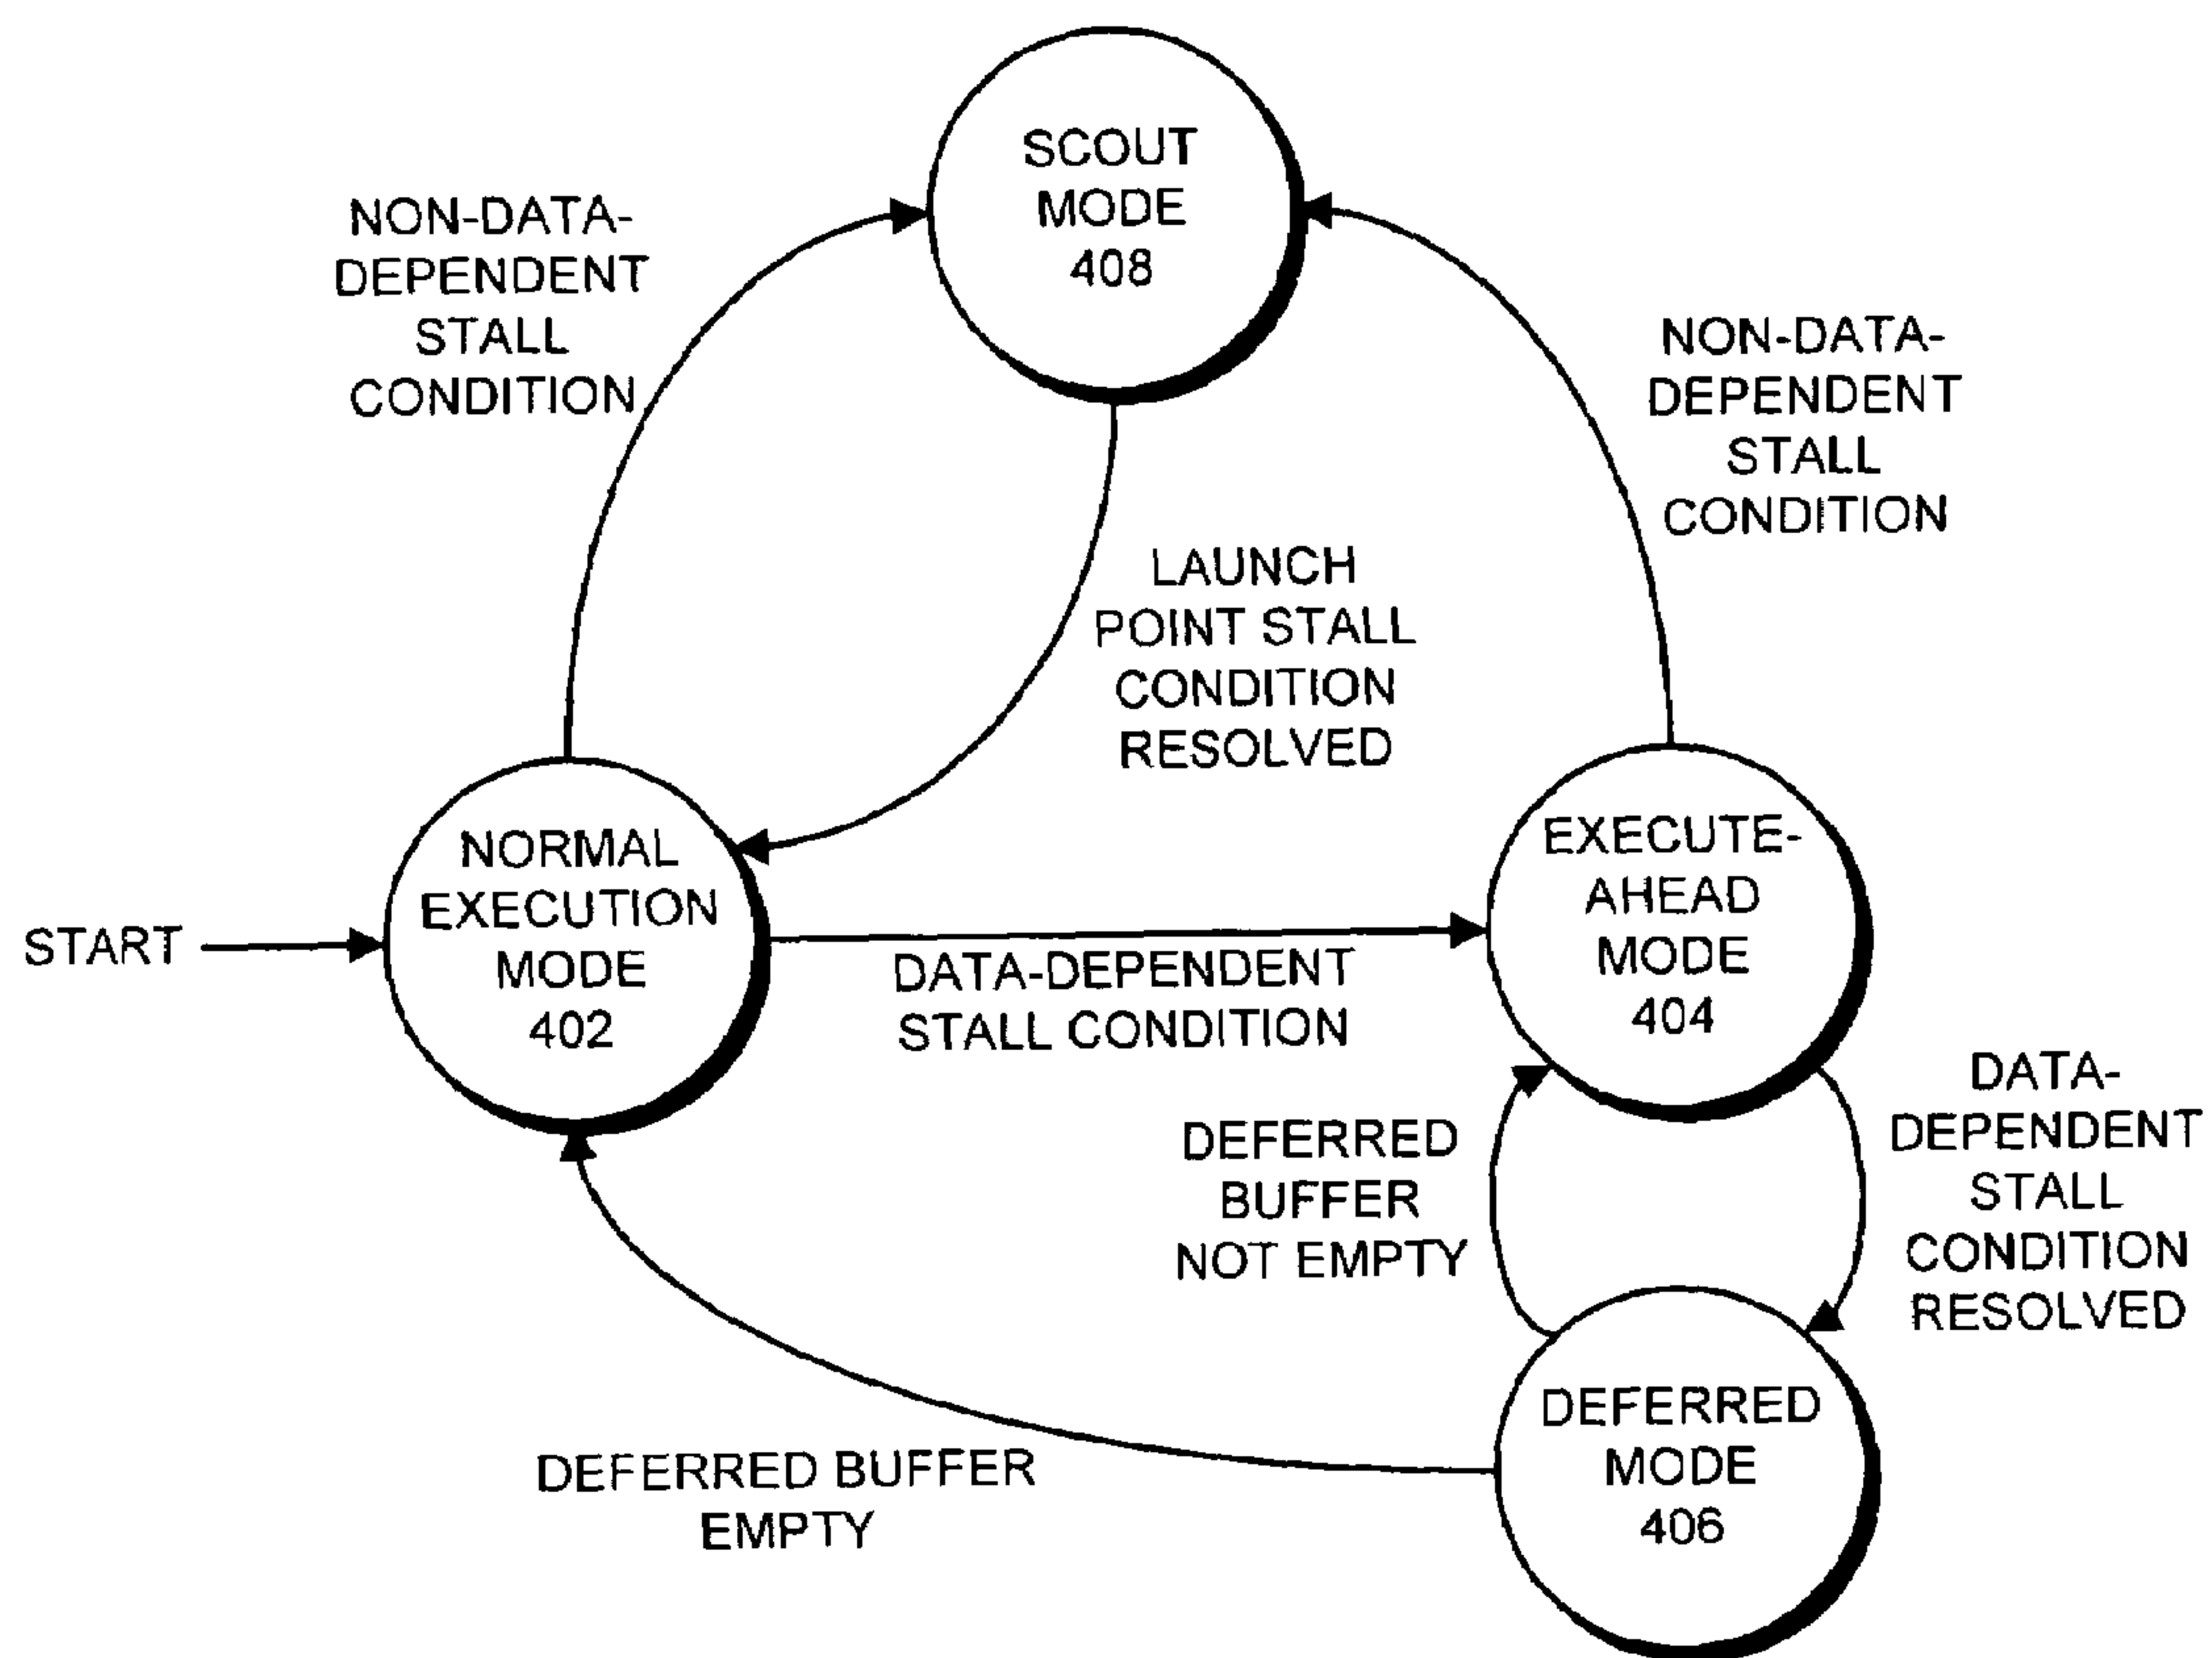 SCOUT
MODE
408
NON-DATA-
DEPENDENT
STALL
CONDITION
NON-DATA-
DEPENDENT
STALL
CONDITION
LAUNCH
POINT STALL
CONDITION
RESOLVED
START
NORMAL
EXECUTION
MODE
402
DATA-DEPENDENT
STALL CONDITION
EXECUTE-
AHEAD
MODE
404
DEFERRED
BUFFER
NOT EMPTY
DATA-
DEPENDENT
STALL
CONDITION
RESOLVED
DEFERRED BUFFER
EMPTY
DEFERRED
MODE
406